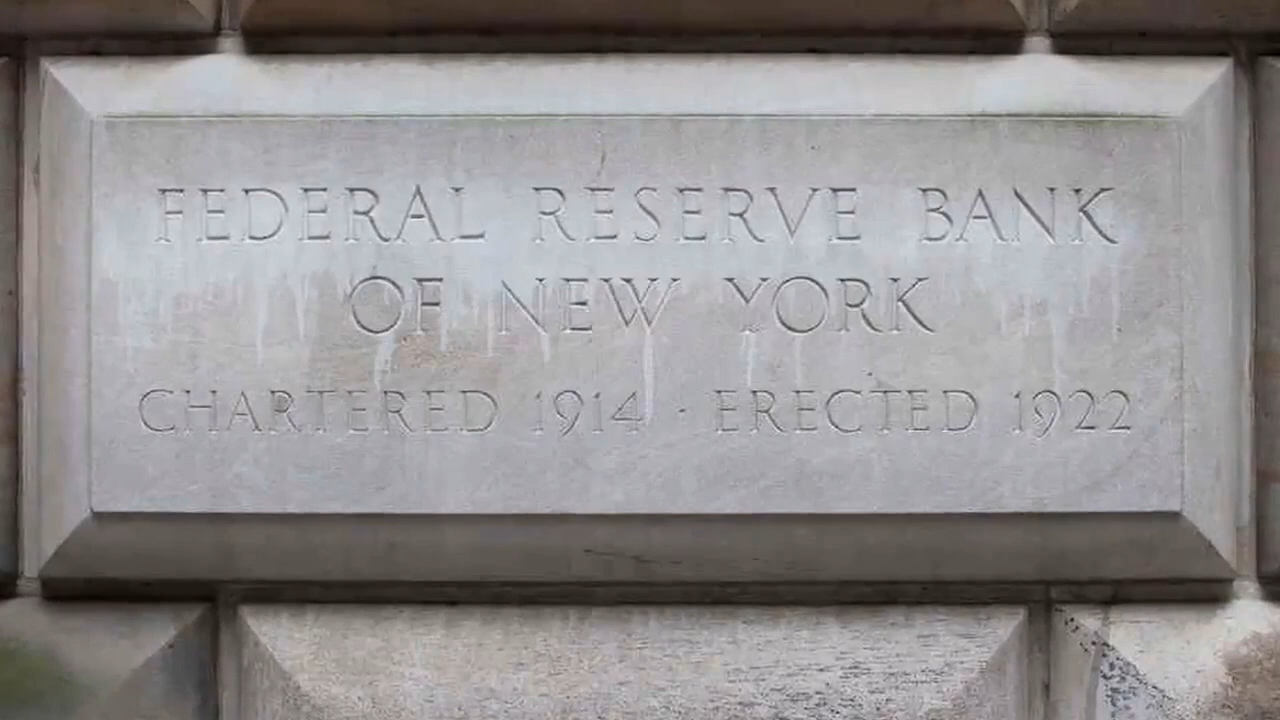 FEDERAL RESERVE BANK
OF NEW YORK
CHARTERED 1914 · ERECTED 1922